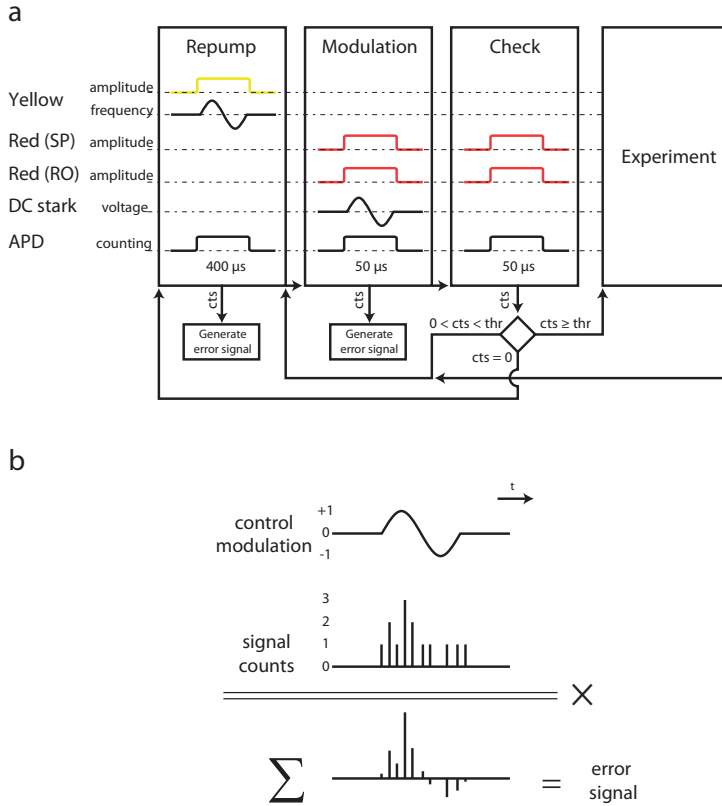 a
Repump
Modulation
Check
Yellow
amplitude
frequency
Red (SP) amplitude
Red (RO) amplitude
DC stark voltage
APD counting
Experiment
400 µs
50 µs
50 µs
cts
cts
cts
Generate
error signal
Generate
error signal
0 < cts < thr
cts ≥ thr
cts = 0
b
t
control
modulation
+1
0
-1
signal
counts
3
2
1
0
×
∑
=
error
signal